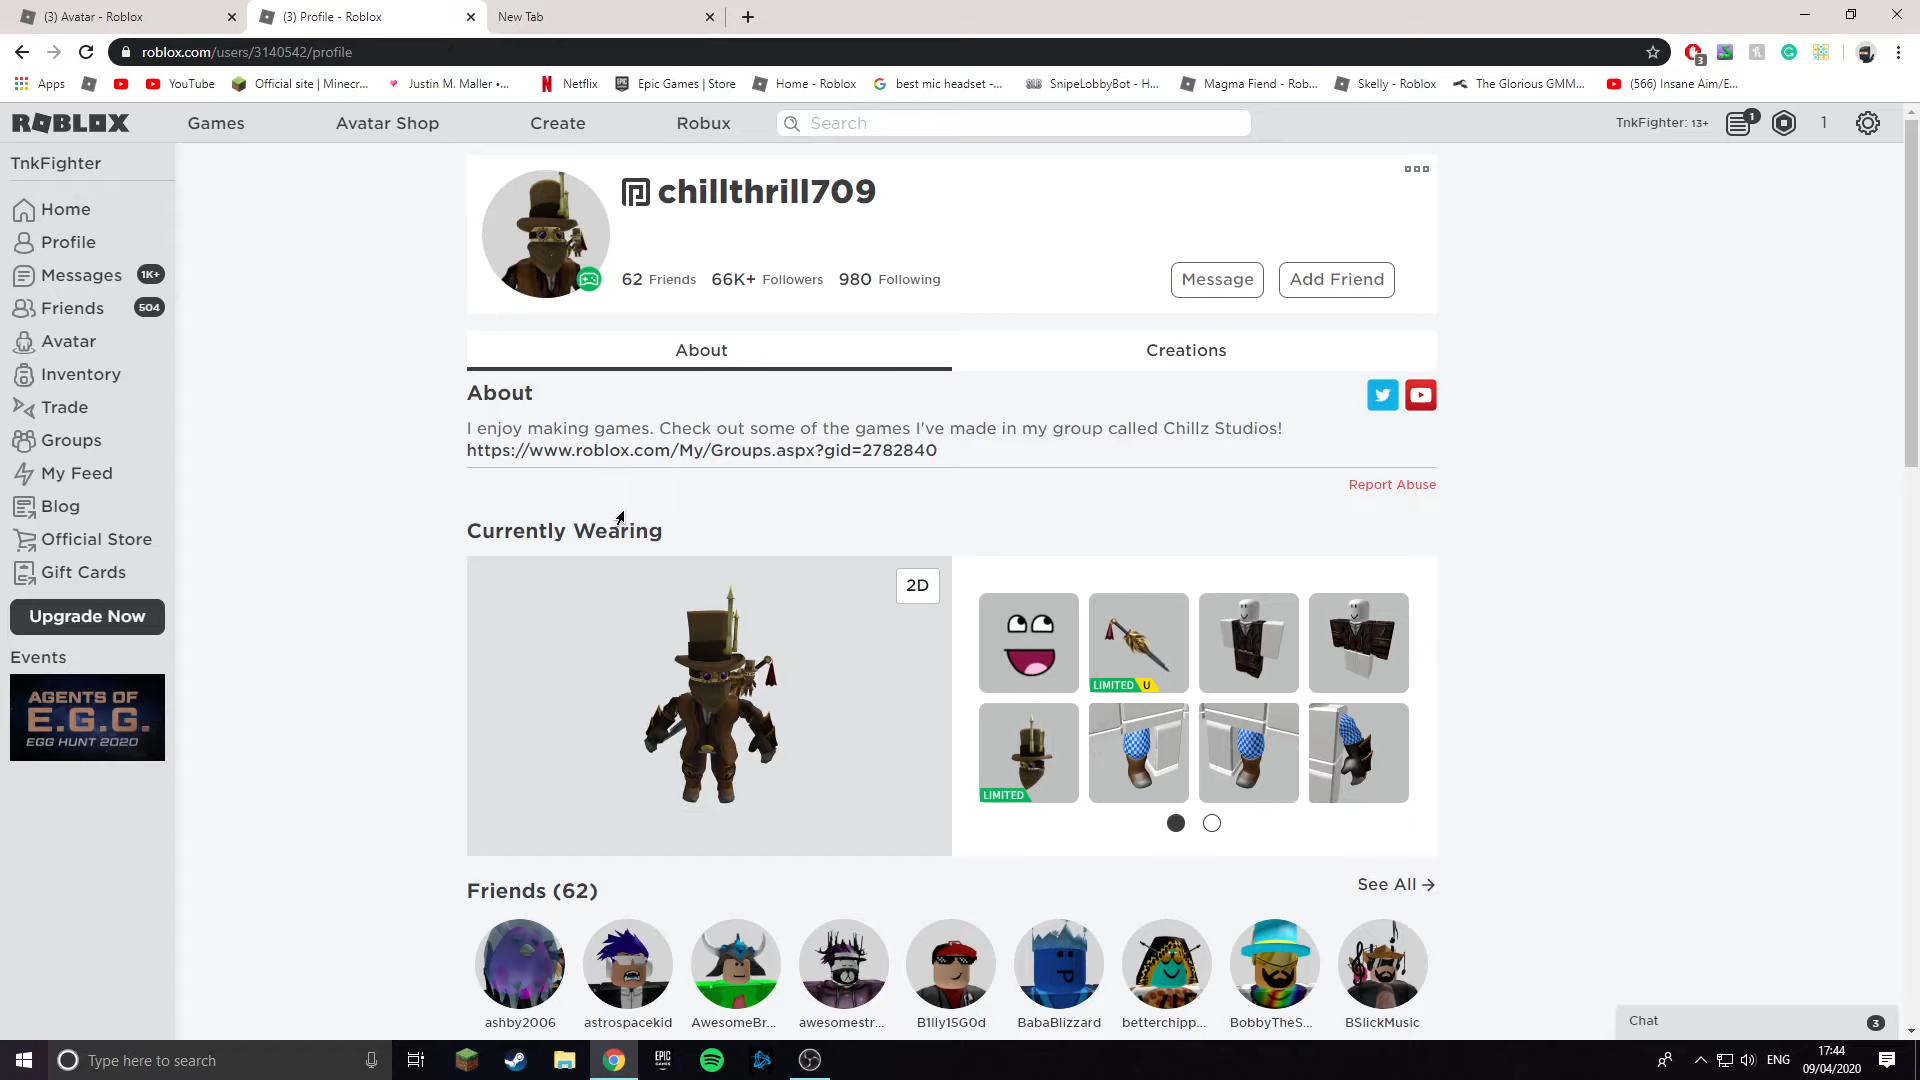 (3) Avatar - Roblox
(3) Profile - Roblox
New Tab
roblox.com/users/3140542/profile
3
Apps
YouTube
Official site | Minecr...
Justin M. Maller •...
Netflix
Epic Games | Store
Home - Roblox
best mic headset -...
SnipeLobbyBot - H...
Magma Fiend - Rob...
Skelly - Roblox
The Glorious GMM...
(566) Insane Aim/E...
ROBLOX
Games
Avatar Shop
Create
Robux
Search
TnkFighter: 13+
1
1
TnkFighter
Home
Profile
Messages 1K+
Friends 504
Avatar
Inventory
Trade
Groups
My Feed
Blog
Official Store
Gift Cards
Upgrade Now
Events
AGENTS OF
E.G.G.
EGG HUNT 2020
chillthrill709
62 Friends 66K+ Followers 980 Following
Message
Add Friend
About
Creations
About
I enjoy making games. Check out some of the games I've made in my group called Chillz Studios!
https://www.roblox.com/My/Groups.aspx?gid=2782840
Report Abuse
Currently Wearing
2D
LIMITED U
LIMITED
Friends (62)
See All
ashby2006
astrospacekid
AwesomeBr...
awesomestr...
B1lly15G0d
BabaBlizzard
betterchipp...
BobbyTheS...
BSlickMusic
Chat 3
Type here to search
EPIC
GAMES
ENG
17:44
09/04/2020